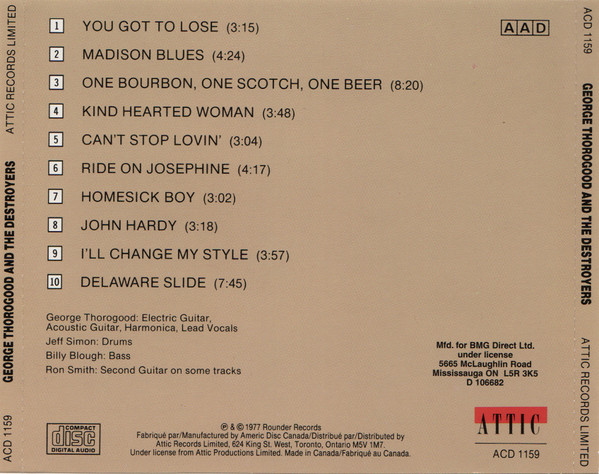 ATTIC RECORDS LIMITED
GEORGE THOROGOOD AND THE DESTROYERS
ACD 1159
1 YOU GOT TO LOSE (3:15)
2 MADISON BLUES (4:24)
3 ONE BOURBON, ONE SCOTCH, ONE BEER (8:20)
4 KIND HEARTED WOMAN (3:48)
5 CAN'T STOP LOVIN' (3:04)
6 RIDE ON JOSEPHINE (4:17)
7 HOMESICK BOY (3:02)
8 JOHN HARDY (3:18)
9 I'LL CHANGE MY STYLE (3:57)
10 DELAWARE SLIDE (7:45)
AAD
George Thorogood: Electric Guitar,
Acoustic Guitar, Harmonica, Lead Vocals
Jeff Simon: Drums
Billy Blough: Bass
Ron Smith: Second Guitar on some tracks
Mfd. for BMG Direct Ltd.
under license
5665 McLaughlin Road
Mississauga ON L5R 3K5
D 106682
COMPACT
disc
DIGITAL AUDIO
℗ & © 1977 Rounder Records
Fabriqué par/Manufactured by Americ Disc Canada/Distribué par/Distributed by
Attic Records Limited, 624 King St. West, Toronto, Ontario M5V 1M7.
Under license from Attic Productions Limited. Made in Canada/Fabriqué au Canada.
ATTIC
ACD 1159
ACD 1159
GEORGE THOROGOOD AND THE DESTROYERS
ATTIC RECORDS LIMITED